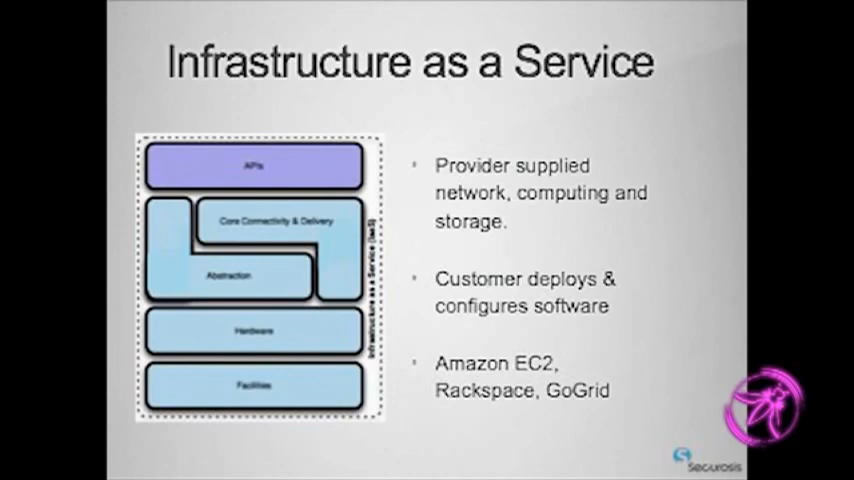 Infrastructure as a Service
APIs
Core Connectivity & Delivery
Abstraction
Hardware
Facilities
Infrastructure as a Service (IaaS)
Provider supplied
network, computing and
storage.
Customer deploys &
configures software
Amazon EC2,
Rackspace, GoGrid
Securosis